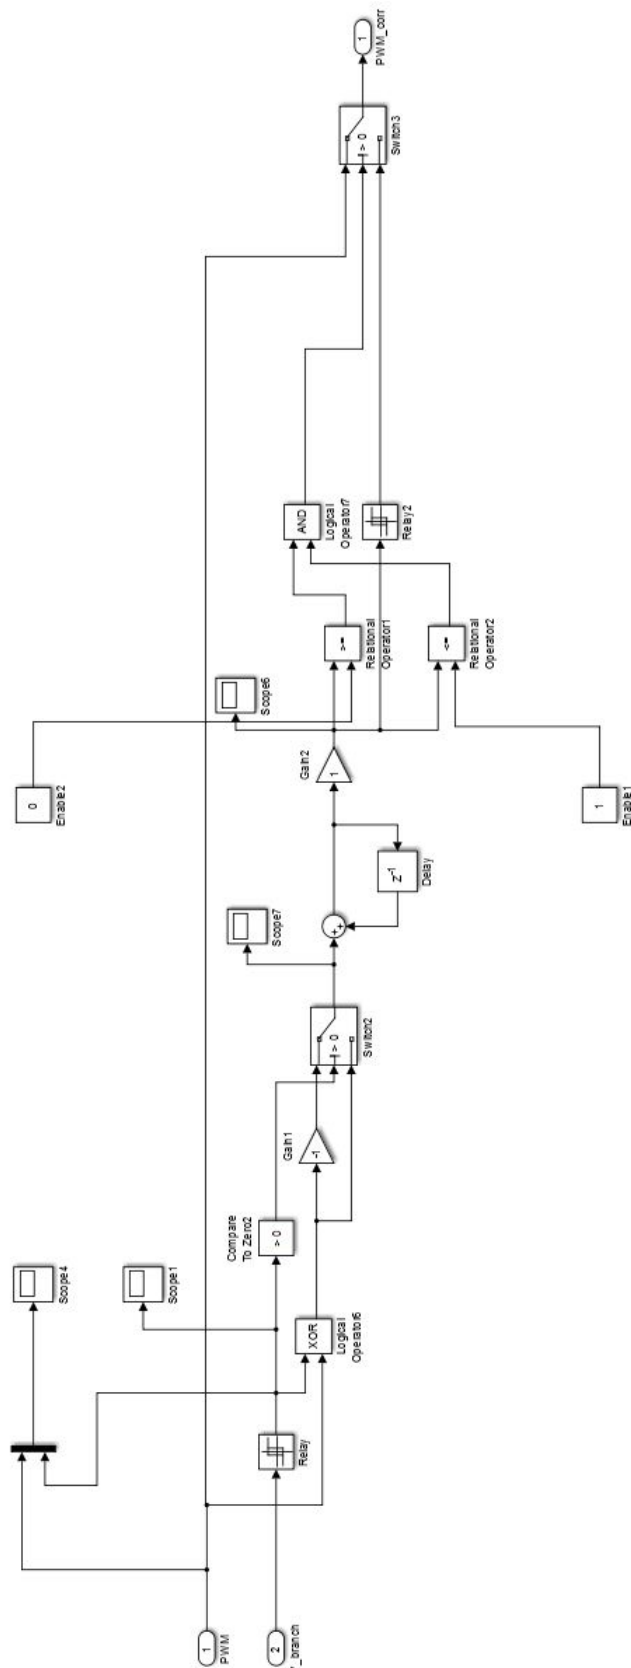 1
PWM
2
_branch
Scope4
Scope1
Relay
XOR
Logical
Operator6
> 0
Compare
To Zero2
-1
Gain1
> 0
Switch2
Scope7
+
+
Z-1
Delay
1
Gain2
Scope6
0
Enable2
1
Enable1
>=
Relational
Operator1
<=
Relational
Operator2
AND
Logical
Operator7
Relay2
> 0
Switch3
1
PWM_corr